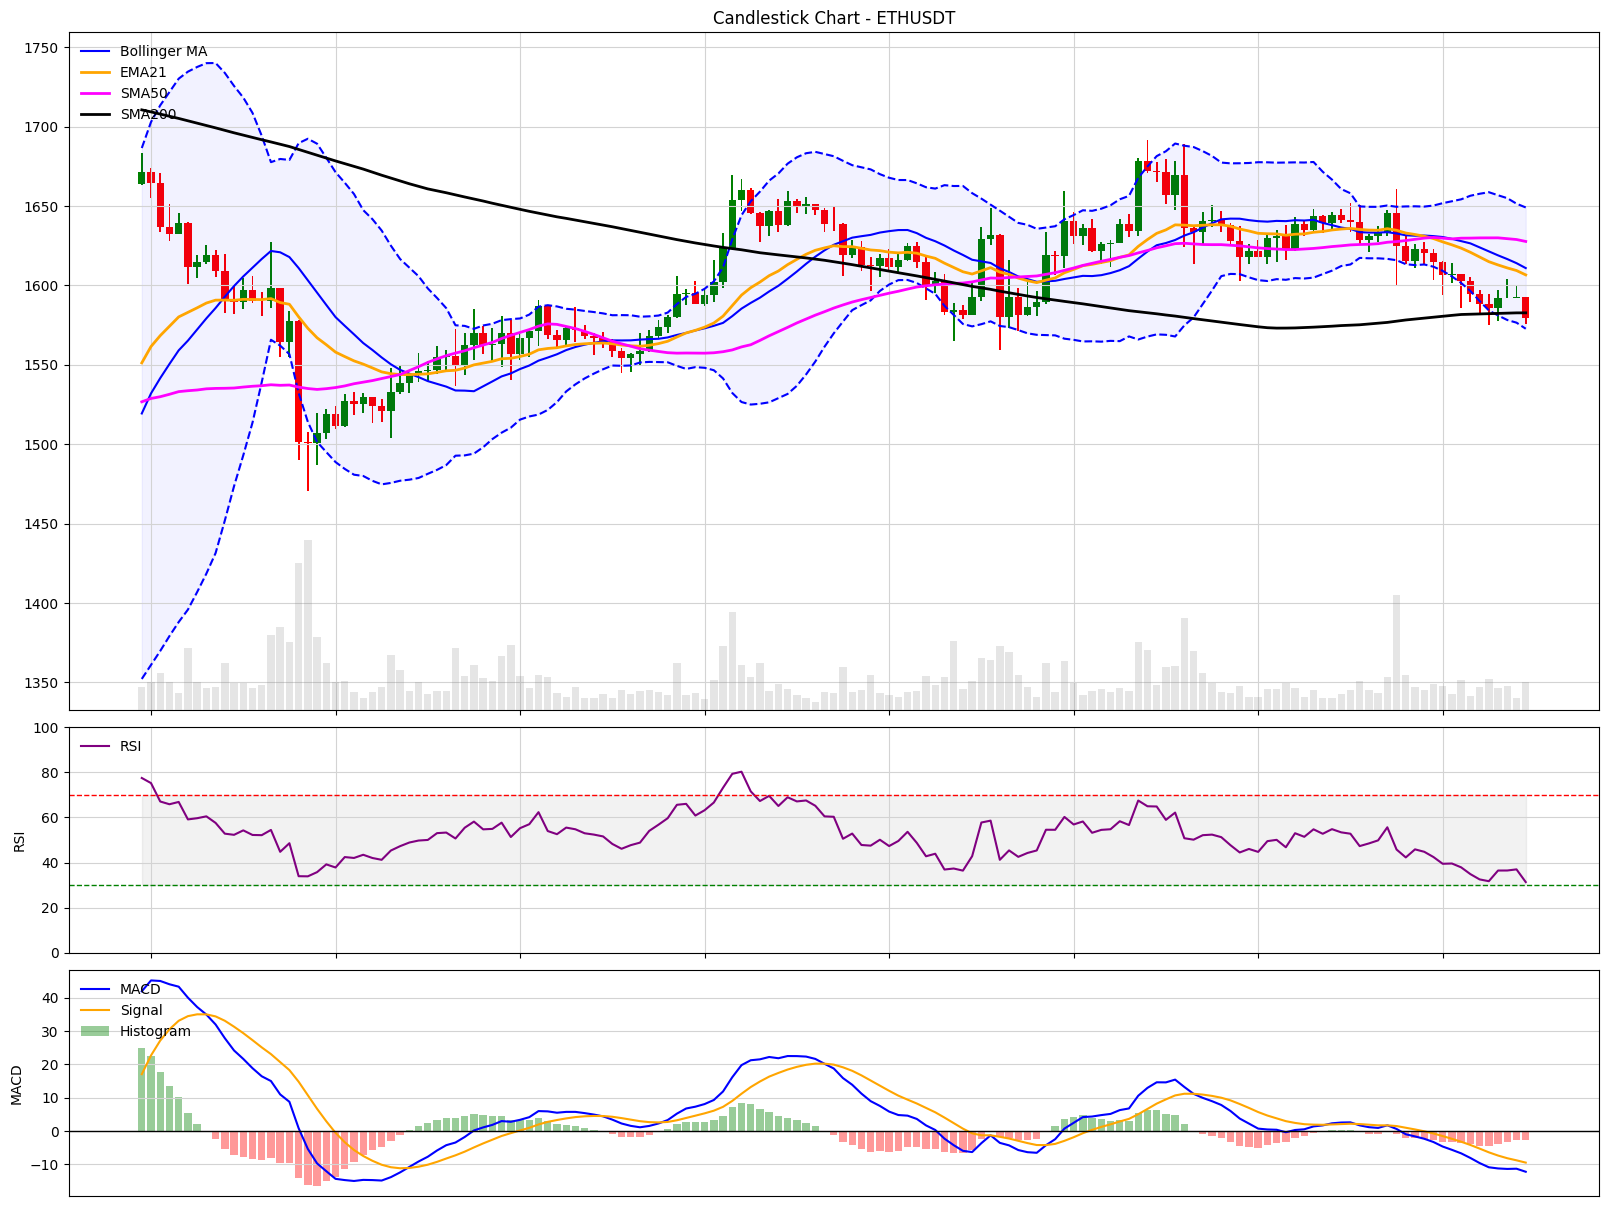 Candlestick Chart - ETHUSDT
Bollinger MA
EMA21
SMA50
SMA200
1750
1700
1650
1600
1550
1500
1450
1400
1350
RSI
RSI
100
80
60
40
20
0
MACD
Signal
Histogram
MACD
40
30
20
10
0
−10